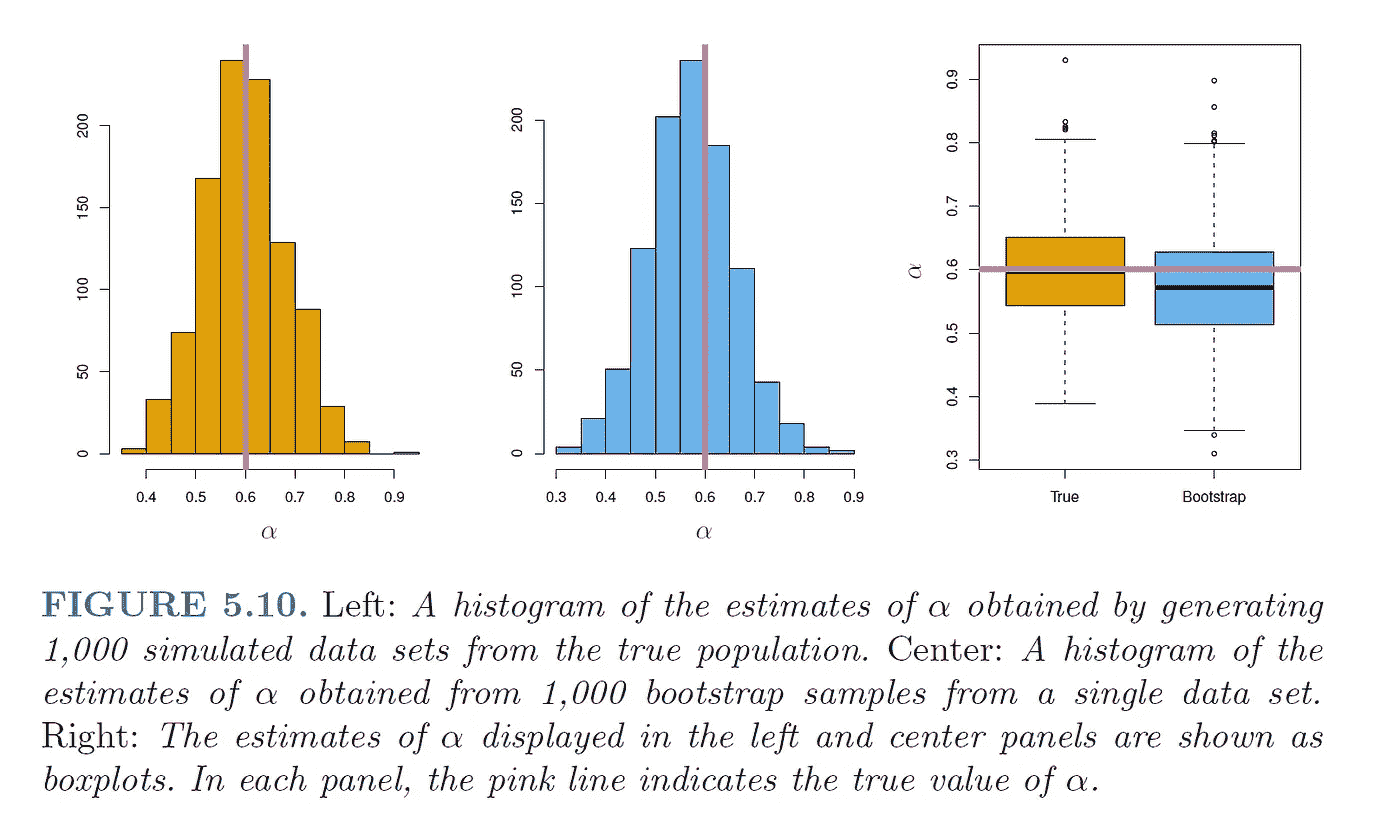 0
50
100
150
200
0.4 0.5 0.6 0.7 0.8 0.9
α
0
50
100
150
200
0.3 0.4 0.5 0.6 0.7 0.8 0.9
α
0.3
0.4
0.5
0.6
0.7
0.8
0.9
α
True Bootstrap
FIGURE 5.10. Left: A histogram of the estimates of α obtained by generating
1,000 simulated data sets from the true population. Center: A histogram of the
estimates of α obtained from 1,000 bootstrap samples from a single data set.
Right: The estimates of α displayed in the left and center panels are shown as
boxplots. In each panel, the pink line indicates the true value of α.